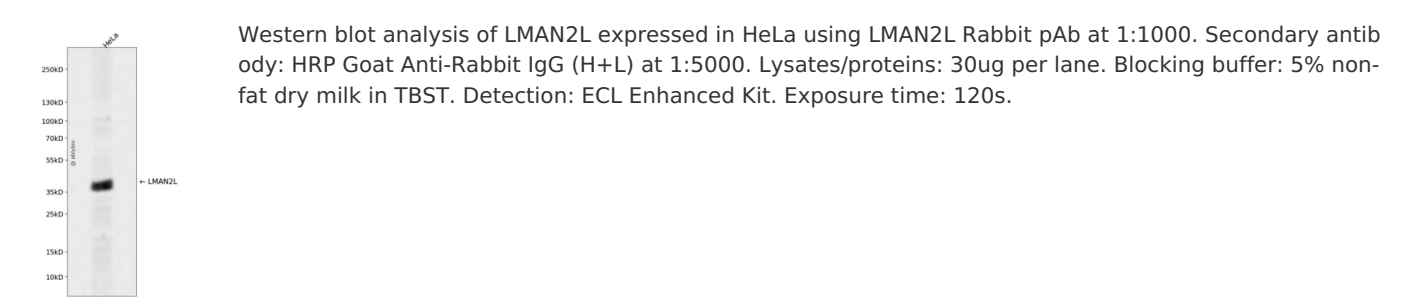 HeLa
250kD
130kD
100kD
70kD
55kD
35kD
25kD
15kD
10kD
@ abybio
← LMAN2L
Western blot analysis of LMAN2L expressed in HeLa using LMAN2L Rabbit pAb at 1:1000. Secondary antib
ody: HRP Goat Anti-Rabbit IgG (H+L) at 1:5000. Lysates/proteins: 30ug per lane. Blocking buffer: 5% non-
fat dry milk in TBST. Detection: ECL Enhanced Kit. Exposure time: 120s.